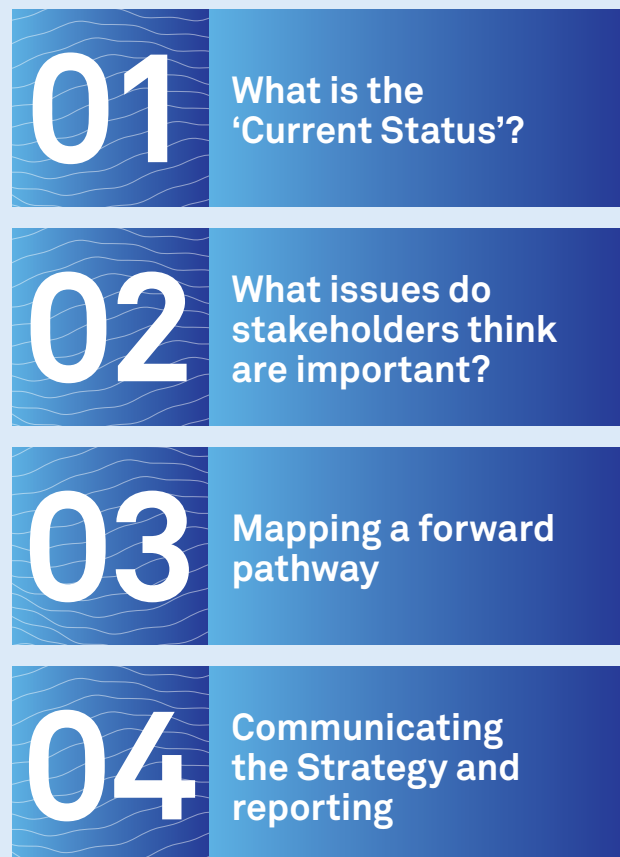 01
What is the
‘Current Status’?
02
What issues do
stakeholders think
are important?
03
Mapping a forward
pathway
04
Communicating
the Strategy and
reporting